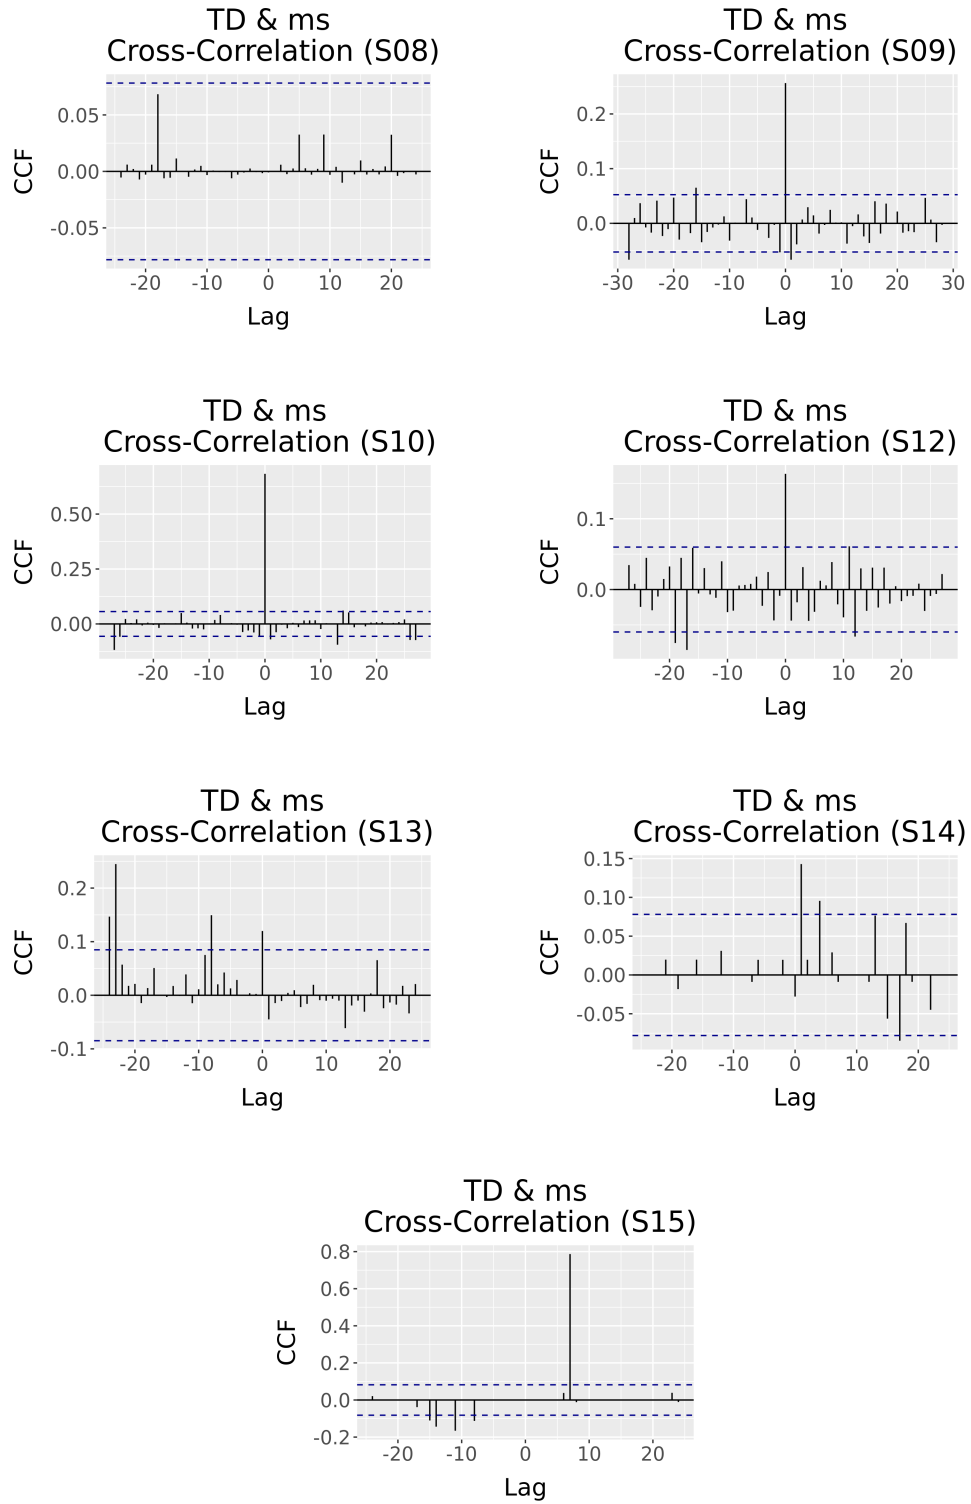 TD & ms
Cross-Correlation (S08)
CCF
0.05
0.00
-0.05
-20 -10 0 10 20
Lag
TD & ms
Cross-Correlation (S09)
CCF
0.2
0.1
0.0
-30 -20 -10 0 10 20 30
Lag
TD & ms
Cross-Correlation (S10)
CCF
0.50
0.25
0.00
-20 -10 0 10 20
Lag
TD & ms
Cross-Correlation (S12)
CCF
0.1
0.0
-20 -10 0 10 20
Lag
TD & ms
Cross-Correlation (S13)
CCF
0.2
0.1
0.0
-0.1
-20 -10 0 10 20
Lag
TD & ms
Cross-Correlation (S14)
CCF
0.15
0.10
0.05
0.00
-0.05
-20 -10 0 10 20
Lag
TD & ms
Cross-Correlation (S15)
CCF
0.8
0.6
0.4
0.2
0.0
-0.2
-20 -10 0 10 20
Lag